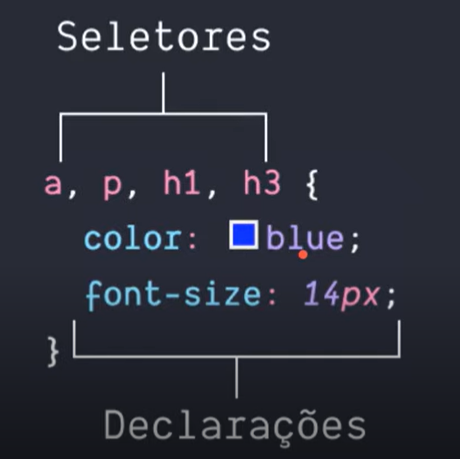 Seletores
a, p, h1, h3 {
color: blue;
font-size: 14px;
}
Declarações